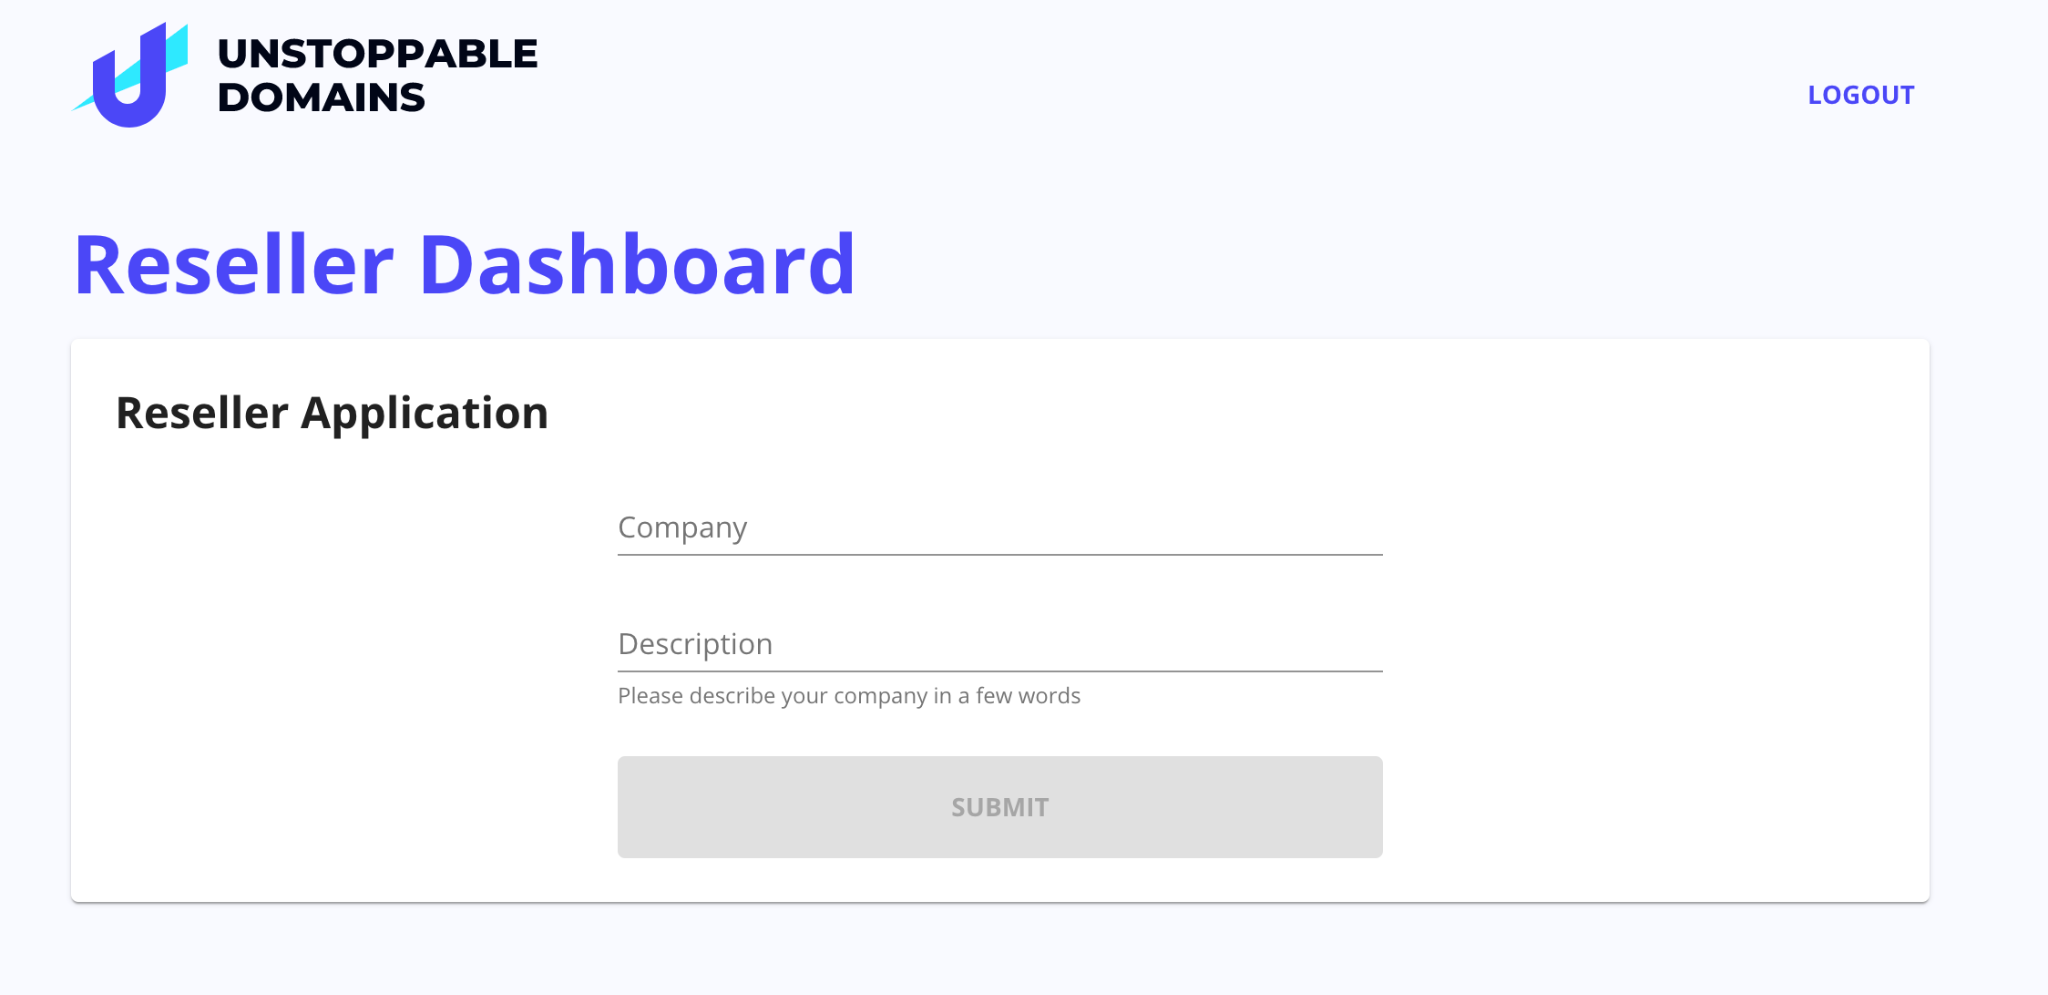 UNSTOPPABLE
DOMAINS
LOGOUT
Reseller Dashboard
Reseller Application
Company
Description
Please describe your company in a few words
SUBMIT